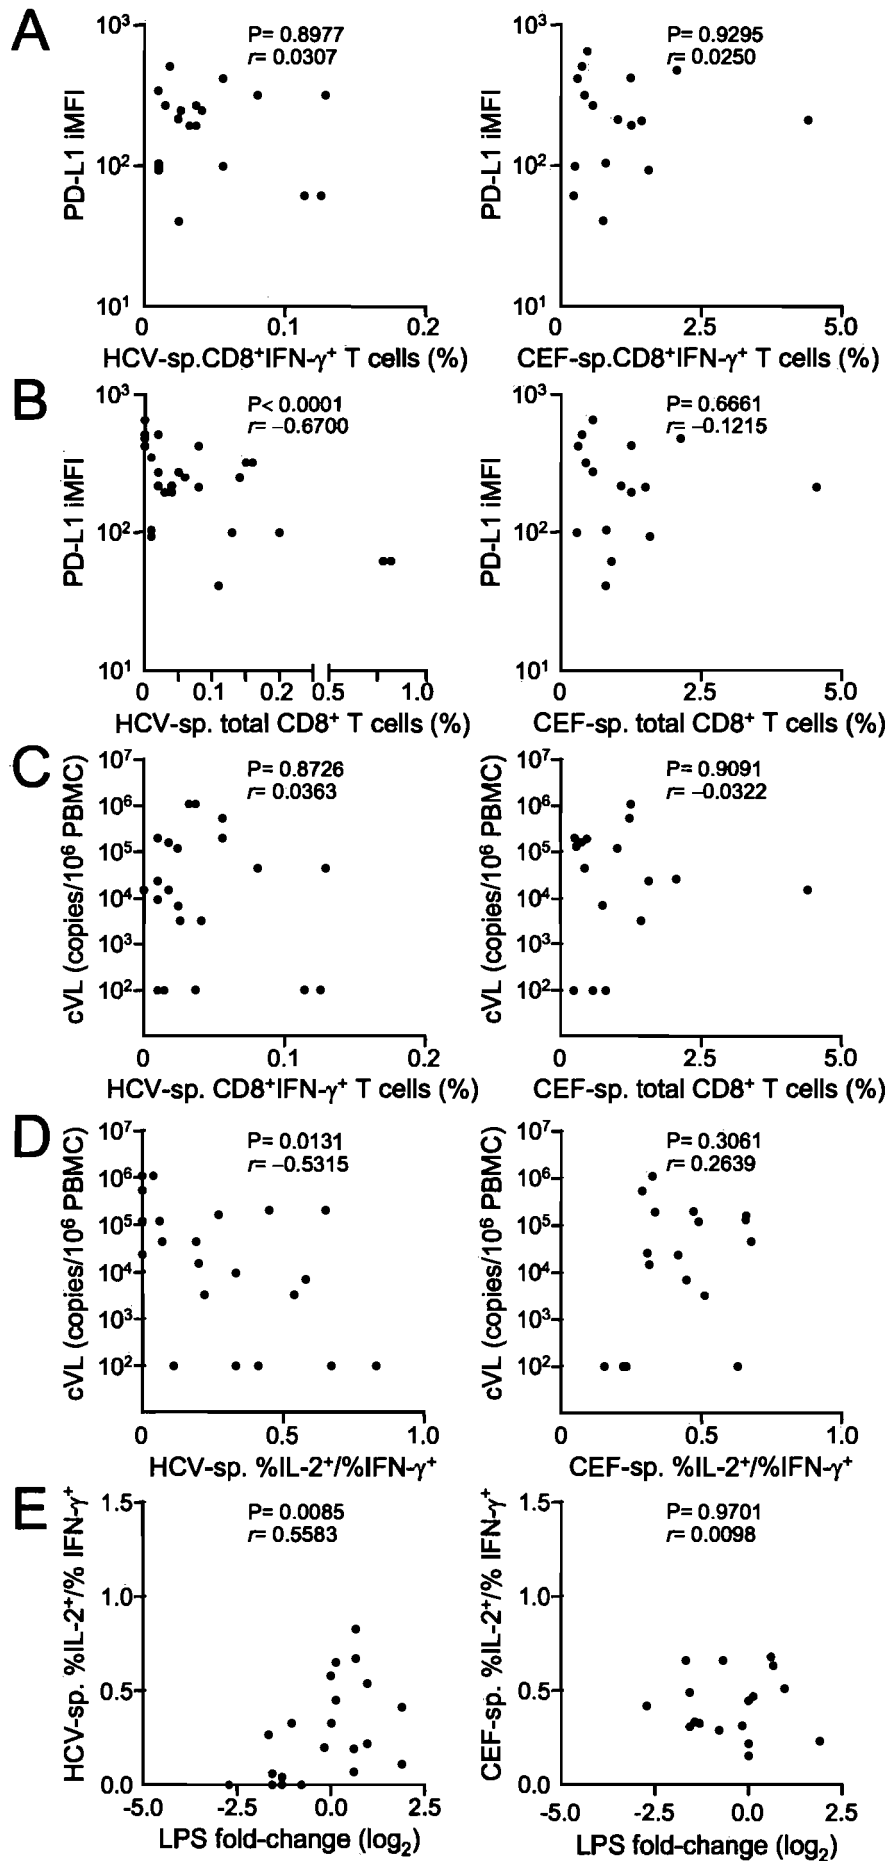 A
10³
10²
10¹
PD-L1 iMFI
P= 0.8977
r= 0.0307
0 0.1 0.2
HCV-sp.CD8⁺IFN-γ⁺ T cells (%)
10³
10²
10¹
PD-L1 iMFI
P= 0.9295
r= 0.0250
0 2.5 5.0
CEF-sp.CD8⁺IFN-γ⁺ T cells (%)
B
10³
10²
10¹
PD-L1 iMFI
P< 0.0001
r= −0.6700
0 0.1 0.2 0.5 1.0
HCV-sp. total CD8⁺ T cells (%)
10³
10²
10¹
PD-L1 iMFI
P= 0.6661
r= −0.1215
0 2.5 5.0
CEF-sp. total CD8⁺ T cells (%)
C
10⁷
10⁶
10⁵
10⁴
10³
10²
cVL (copies/10⁶ PBMC)
P= 0.8726
r= 0.0363
0 0.1 0.2
HCV-sp. CD8⁺IFN-γ⁺ T cells (%)
10⁷
10⁶
10⁵
10⁴
10³
10²
cVL (copies/10⁶ PBMC)
P= 0.9091
r= −0.0322
0 2.5 5.0
CEF-sp. total CD8⁺ T cells (%)
D
10⁷
10⁶
10⁵
10⁴
10³
10²
cVL (copies/10⁶ PBMC)
P= 0.0131
r= −0.5315
0 0.5 1.0
HCV-sp. %IL-2⁺/%IFN-γ⁺
10⁷
10⁶
10⁵
10⁴
10³
10²
cVL (copies/10⁶ PBMC)
P= 0.3061
r= 0.2639
0 0.5 1.0
CEF-sp. %IL-2⁺/%IFN-γ⁺
E
1.5
1.0
0.5
0.0
HCV-sp. %IL-2⁺/% IFN-γ⁺
P= 0.0085
r= 0.5583
-5.0 -2.5 0.0 2.5
LPS fold-change (log₂)
1.5
1.0
0.5
0.0
CEF-sp. %IL-2⁺/% IFN-γ⁺
P= 0.9701
r= 0.0098
-5.0 -2.5 0.0 2.5
LPS fold-change (log₂)